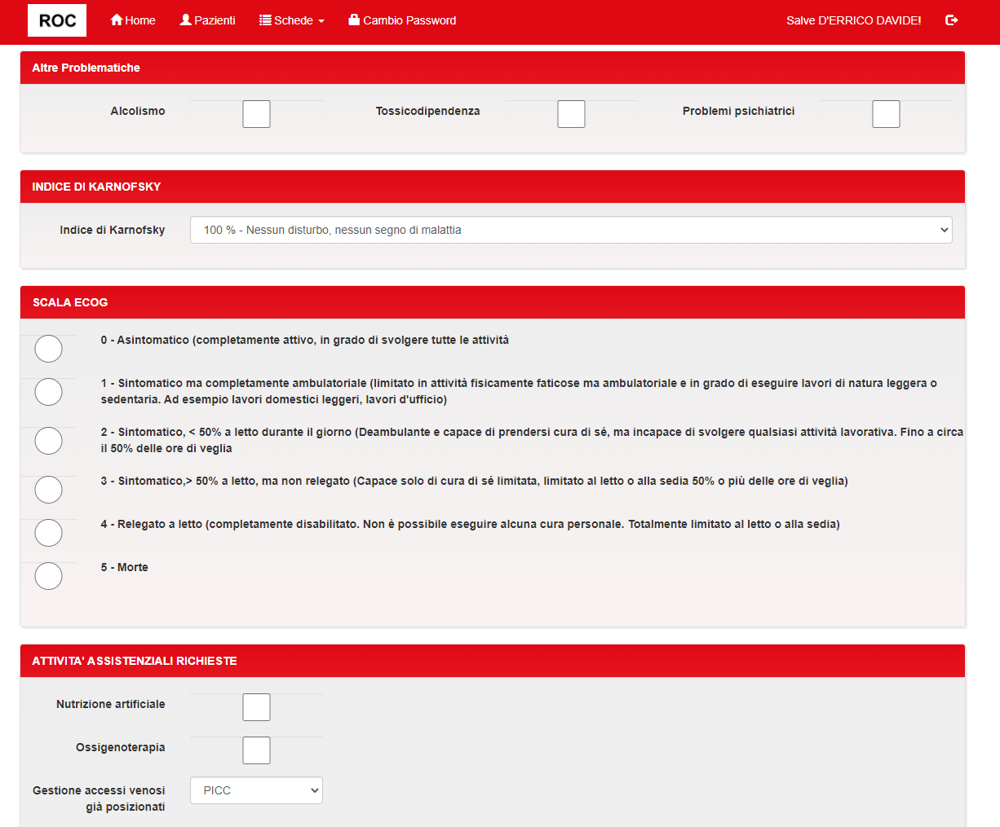 ROC Home Pazienti Schede Cambio Password Salve D'ERRICO DAVIDE!
Altre Problematiche
Alcolismo Tossicodipendenza Problemi psichiatrici
INDICE DI KARNOFSKY
Indice di Karnofsky 100 % - Nessun disturbo, nessun segno di malattia
SCALA ECOG
0 - Asintomatico (completamente attivo, in grado di svolgere tutte le attività
1 - Sintomatico ma completamente ambulatoriale (limitato in attività fisicamente faticose ma ambulatoriale e in grado di eseguire lavori di natura leggera o
sedentaria. Ad esempio lavori domestici leggeri, lavori d'ufficio)
2 - Sintomatico, < 50% a letto durante il giorno (Deambulante e capace di prendersi cura di sé, ma incapace di svolgere qualsiasi attività lavorativa. Fino a circa
il 50% delle ore di veglia
3 - Sintomatico,> 50% a letto, ma non relegato (Capace solo di cura di sé limitata, limitato al letto o alla sedia 50% o più delle ore di veglia)
4 - Relegato a letto (completamente disabilitato. Non è possibile eseguire alcuna cura personale. Totalmente limitato al letto o alla sedia)
5 - Morte
ATTIVITA' ASSISTENZIALI RICHIESTE
Nutrizione artificiale
Ossigenoterapia
Gestione accessi venosi PICC
già posizionati